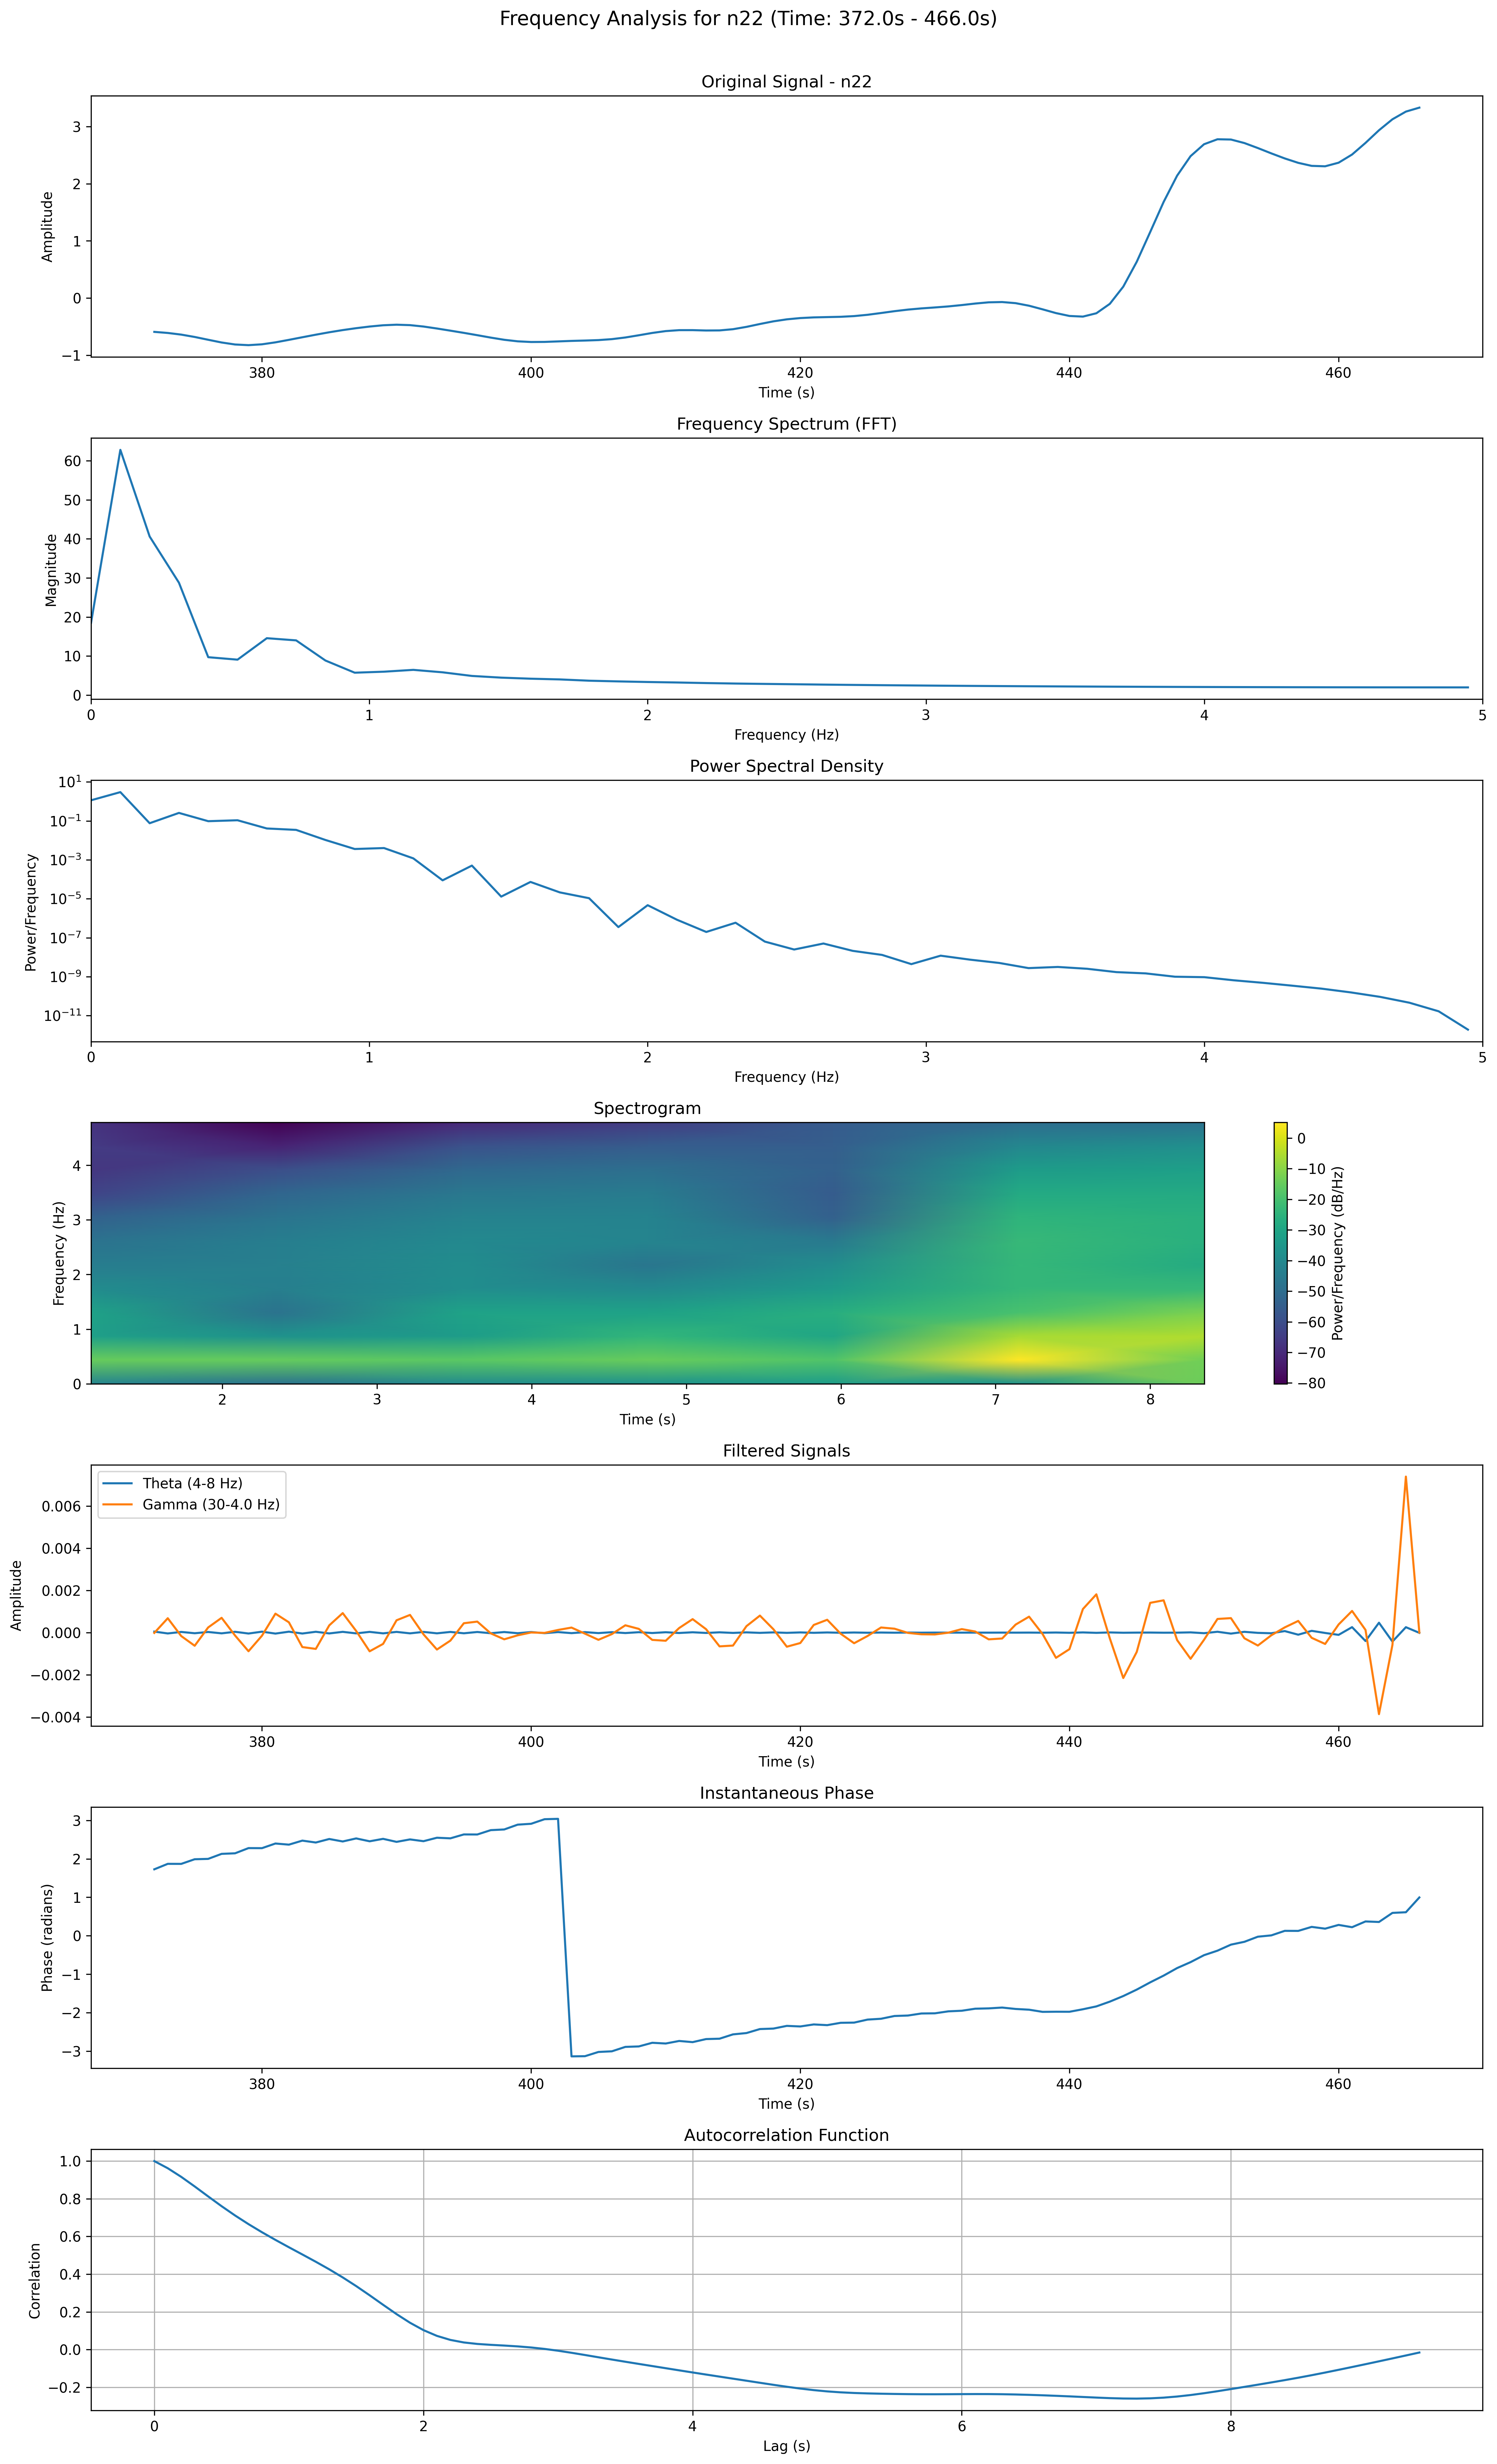 Frequency Analysis for n22 (Time: 372.0s - 466.0s)
Original Signal - n22
Amplitude
3
2
1
0
−1
380 400 420 440 460
Time (s)
Frequency Spectrum (FFT)
Magnitude
60
50
40
30
20
10
0
0 1 2 3 4 5
Frequency (Hz)
Power Spectral Density
Power/Frequency
10¹
10⁻¹
10⁻³
10⁻⁵
10⁻⁷
10⁻⁹
10⁻¹¹
0 1 2 3 4 5
Frequency (Hz)
Spectrogram
Frequency (Hz)
4
3
2
1
0
2 3 4 5 6 7 8
Time (s)
0
−10
−20
−30
−40
−50
−60
−70
−80
Power/Frequency (dB/Hz)
Filtered Signals
Theta (4-8 Hz)
Gamma (30-4.0 Hz)
Amplitude
0.006
0.004
0.002
0.000
−0.002
−0.004
380 400 420 440 460
Time (s)
Instantaneous Phase
Phase (radians)
3
2
1
0
−1
−2
−3
380 400 420 440 460
Time (s)
Autocorrelation Function
Correlation
1.0
0.8
0.6
0.4
0.2
0.0
−0.2
0 2 4 6 8
Lag (s)